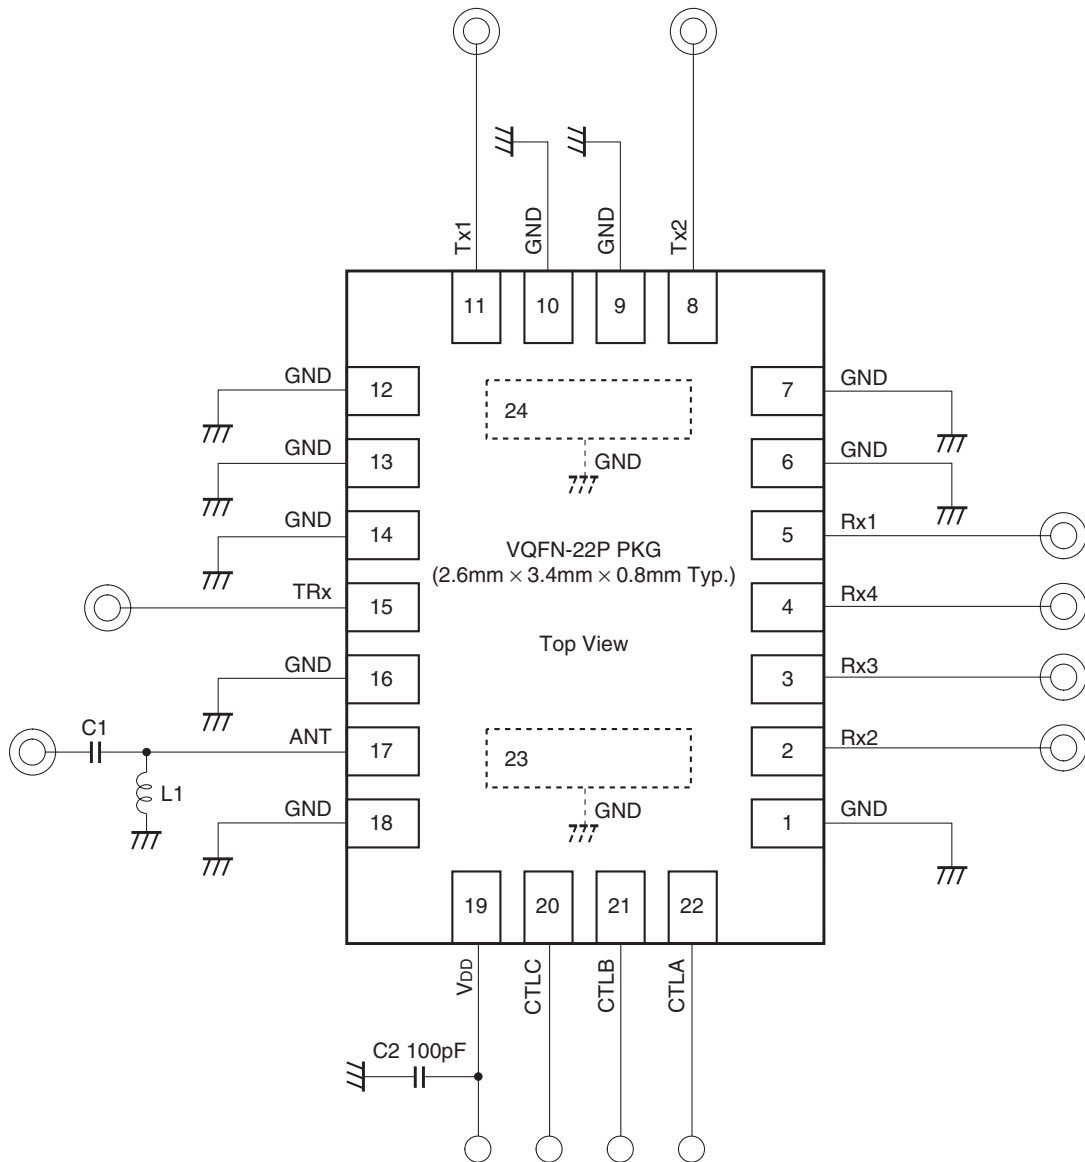 Tx1
GND
GND
Tx2
11
10
9
8
GND
12
7
GND
24
GND
GND
13
6
GND
GND
14
5
Rx1
VQFN-22P PKG
(2.6mm × 3.4mm × 0.8mm Typ.)
TRx
15
4
Rx4
Top View
GND
16
3
Rx3
C1
ANT
17
2
Rx2
23
L1
GND
GND
18
1
GND
19
20
21
22
VDD
CTLC
CTLB
CTLA
C2 100pF